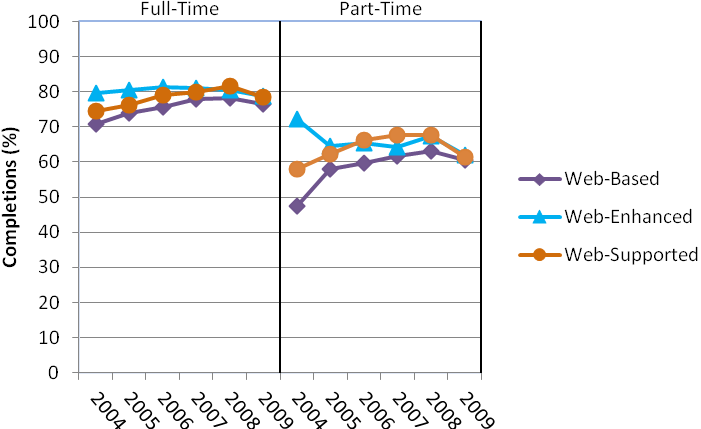 Full-Time Part-Time
100
90
80
70
60
50
40
30
20
10
0
Completions (%)
2004 2005 2006 2007 2008 2009 2004 2005 2006 2007 2008 2009
Web-Based
Web-Enhanced
Web-Supported